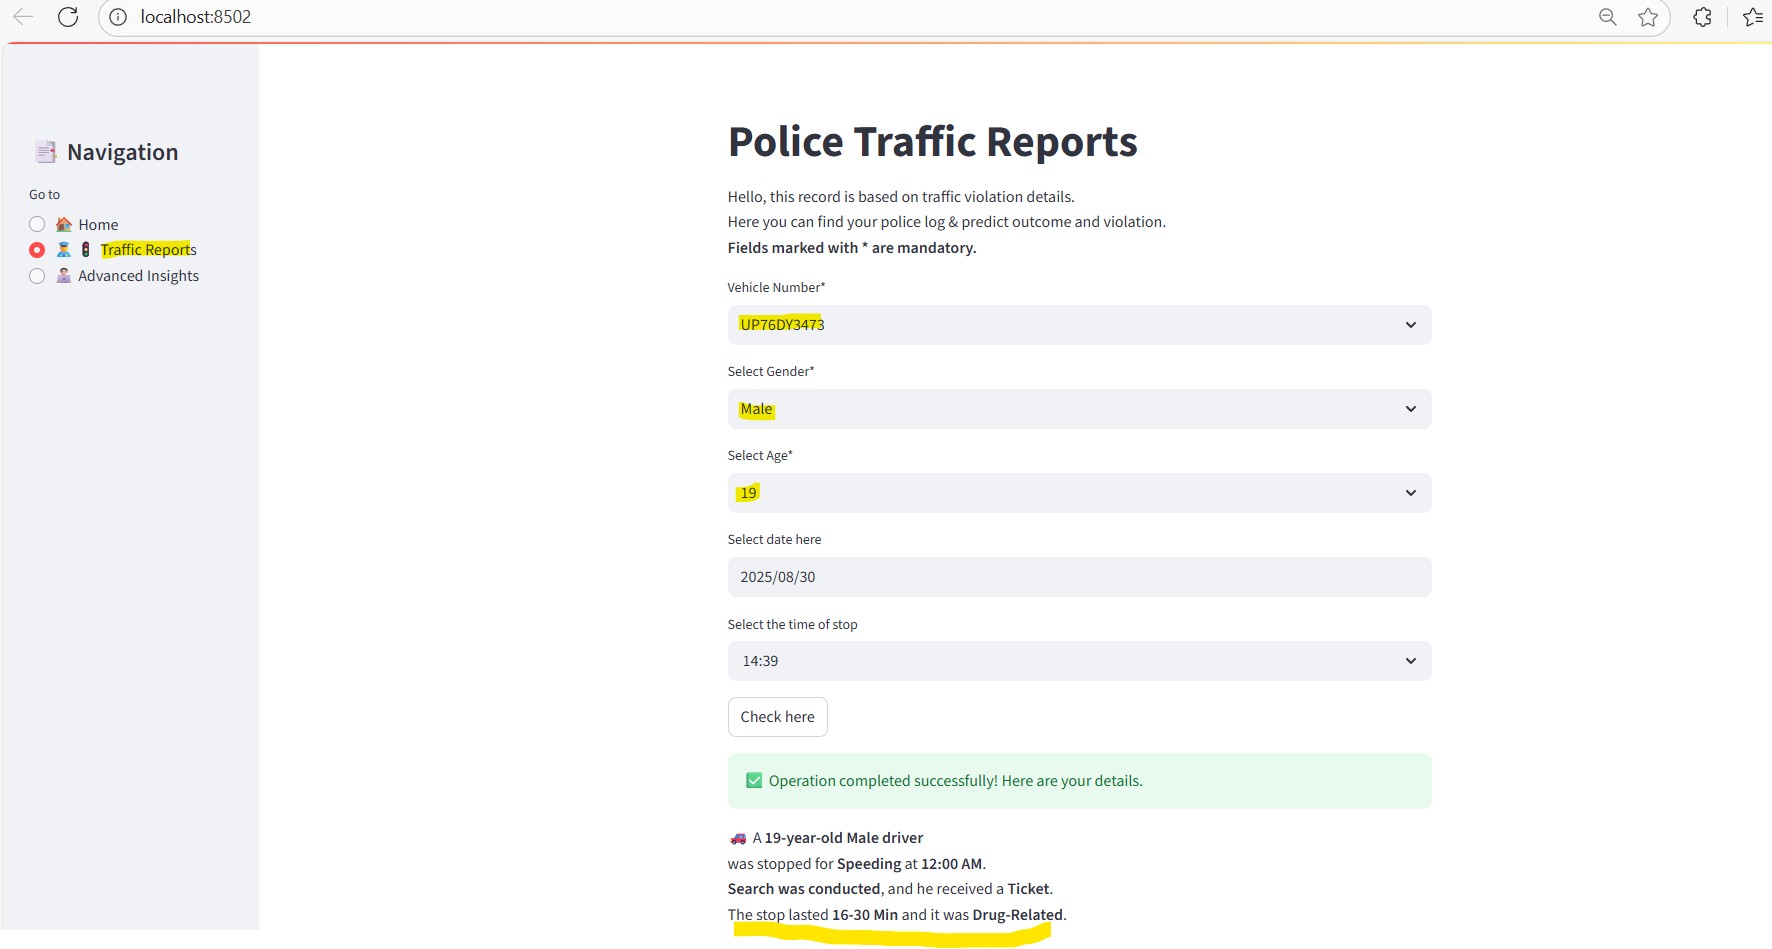 localhost:8502
Navigation
Go to
Home
Traffic Reports
Advanced Insights
Police Traffic Reports
Hello, this record is based on traffic violation details.
Here you can find your police log & predict outcome and violation.
Fields marked with * are mandatory.
Vehicle Number*
UP76DY3473
Select Gender*
Male
Select Age*
19
Select date here
2025/08/30
Select the time of stop
14:39
Check here
Operation completed successfully! Here are your details.
A 19-year-old Male driver
was stopped for Speeding at 12:00 AM.
Search was conducted, and he received a Ticket.
The stop lasted 16-30 Min and it was Drug-Related.